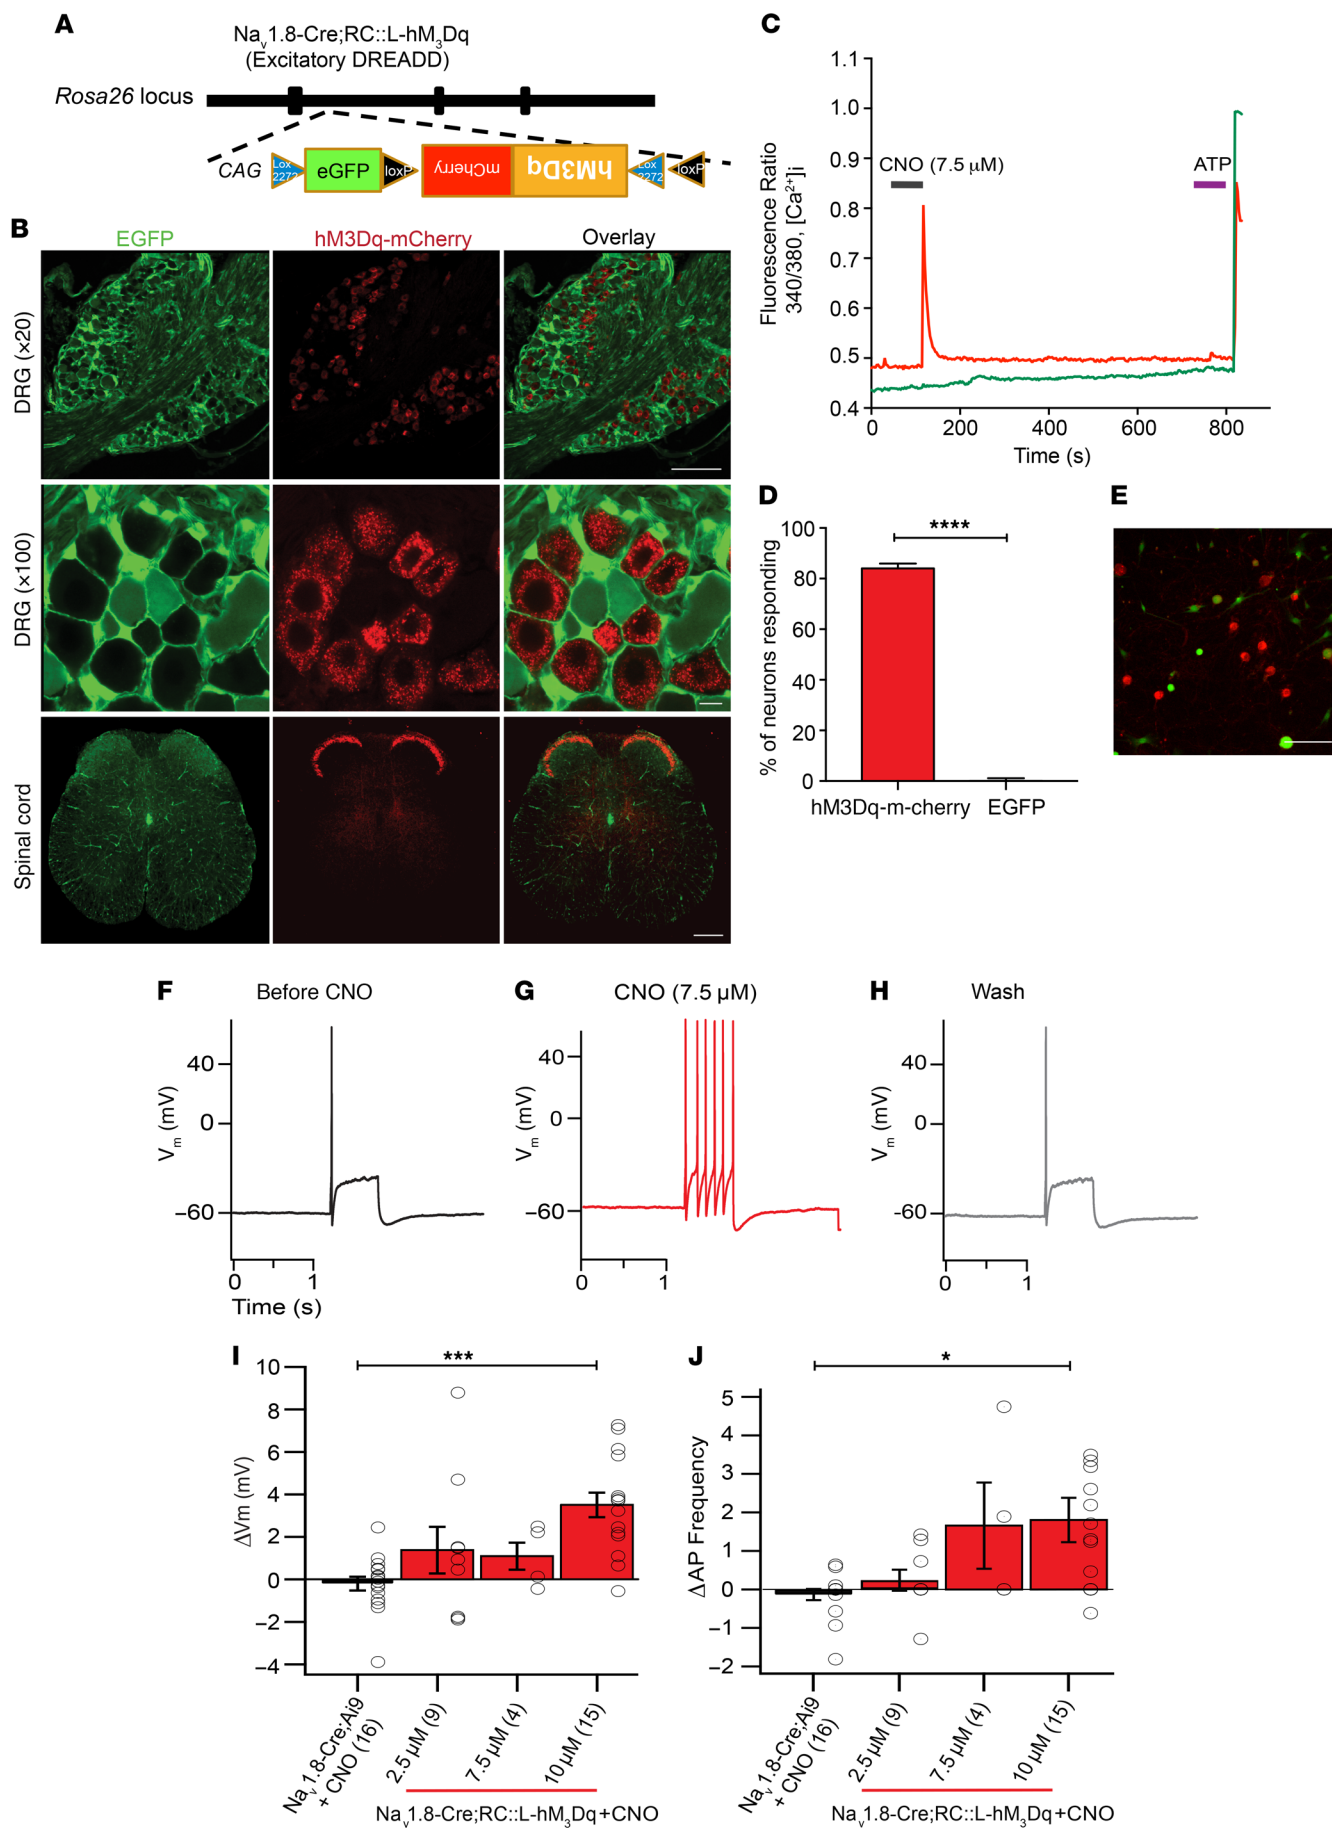 A
Nav1.8-Cre;RC::L-hM3Dq
(Excitatory DREADD)
Rosa26 locus
CAG
Lox
2272
eGFP
loxP
mCherry
hM3Dq
Lox
2272
loxP
B
EGFP
hM3Dq-mCherry
Overlay
DRG (×20)
DRG (×100)
Spinal cord
C
1.1
1.0
0.9
0.8
0.7
0.6
0.5
0.4
Fluorescence Ratio
340/380, [Ca2+]i
CNO (7.5 μM)
ATP
0
200
400
600
800
Time (s)
D
100
80
60
40
20
0
% of neurons responding
****
hM3Dq-m-cherry
EGFP
E
F
Before CNO
40
0
−60
Vm (mV)
0
1
Time (s)
G
CNO (7.5 μM)
40
0
−60
Vm (mV)
0
1
H
Wash
40
0
-60
Vm (mV)
0
1
I
***
10
8
6
4
2
0
−2
−4
ΔVm (mV)
Nav1.8-Cre;Ai9
+ CNO (16)
2.5 μM (9)
7.5 μM (4)
10 μM (15)
Nav1.8-Cre;RC::L-hM3Dq+CNO
J
*
5
4
3
2
1
0
−1
−2
ΔAP Frequency
Nav1.8-Cre;Ai9
+ CNO (16)
2.5 μM (9)
7.5 μM (4)
10 μM (15)
Nav1.8-Cre;RC::L-hM3Dq+CNO